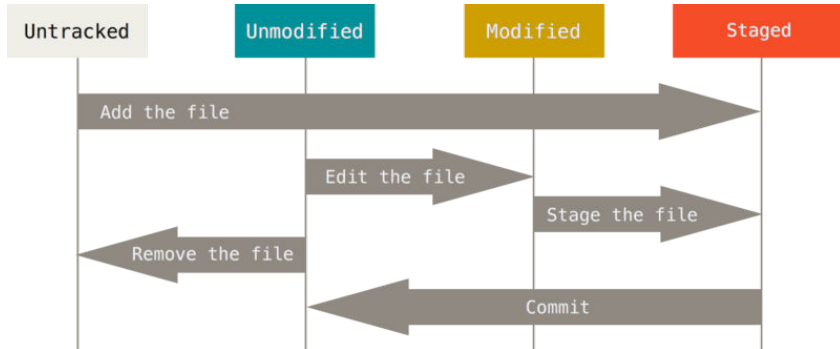 Untracked
Unmodified
Modified
Staged
Add the file
Edit the file
Stage the file
Remove the file
Commit